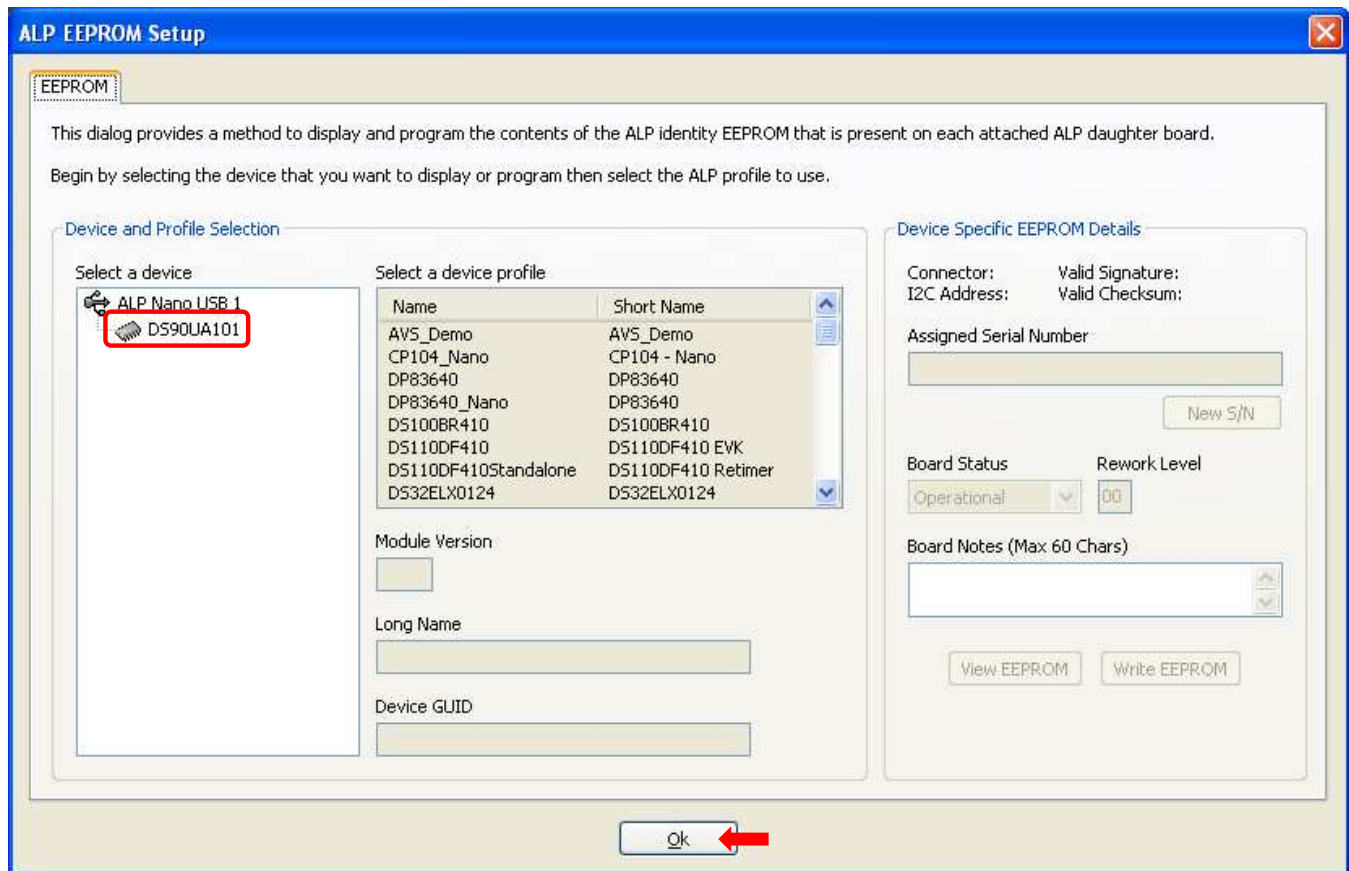 ALP EEPROM Setup
EEPROM
This dialog provides a method to display and program the contents of the ALP identity EEPROM that is present on each attached ALP daughter board.
Begin by selecting the device that you want to display or program then select the ALP profile to use.
Device and Profile Selection
Select a device
ALP Nano USB 1
DS90UA101
Select a device profile
Name Short Name
AVS_Demo AVS_Demo
CP104_Nano CP104 - Nano
DP83640 DP83640
DP83640_Nano DP83640
DS100BR410 DS100BR410
DS110DF410 DS110DF410 EVK
DS110DF410Standalone DS110DF410 Retimer
DS32ELX0124 DS32ELX0124
Module Version
Long Name
Device GUID
Device Specific EEPROM Details
Connector: Valid Signature:
I2C Address: Valid Checksum:
Assigned Serial Number
New S/N
Board Status Rework Level
Operational 00
Board Notes (Max 60 Chars)
View EEPROM Write EEPROM
Ok